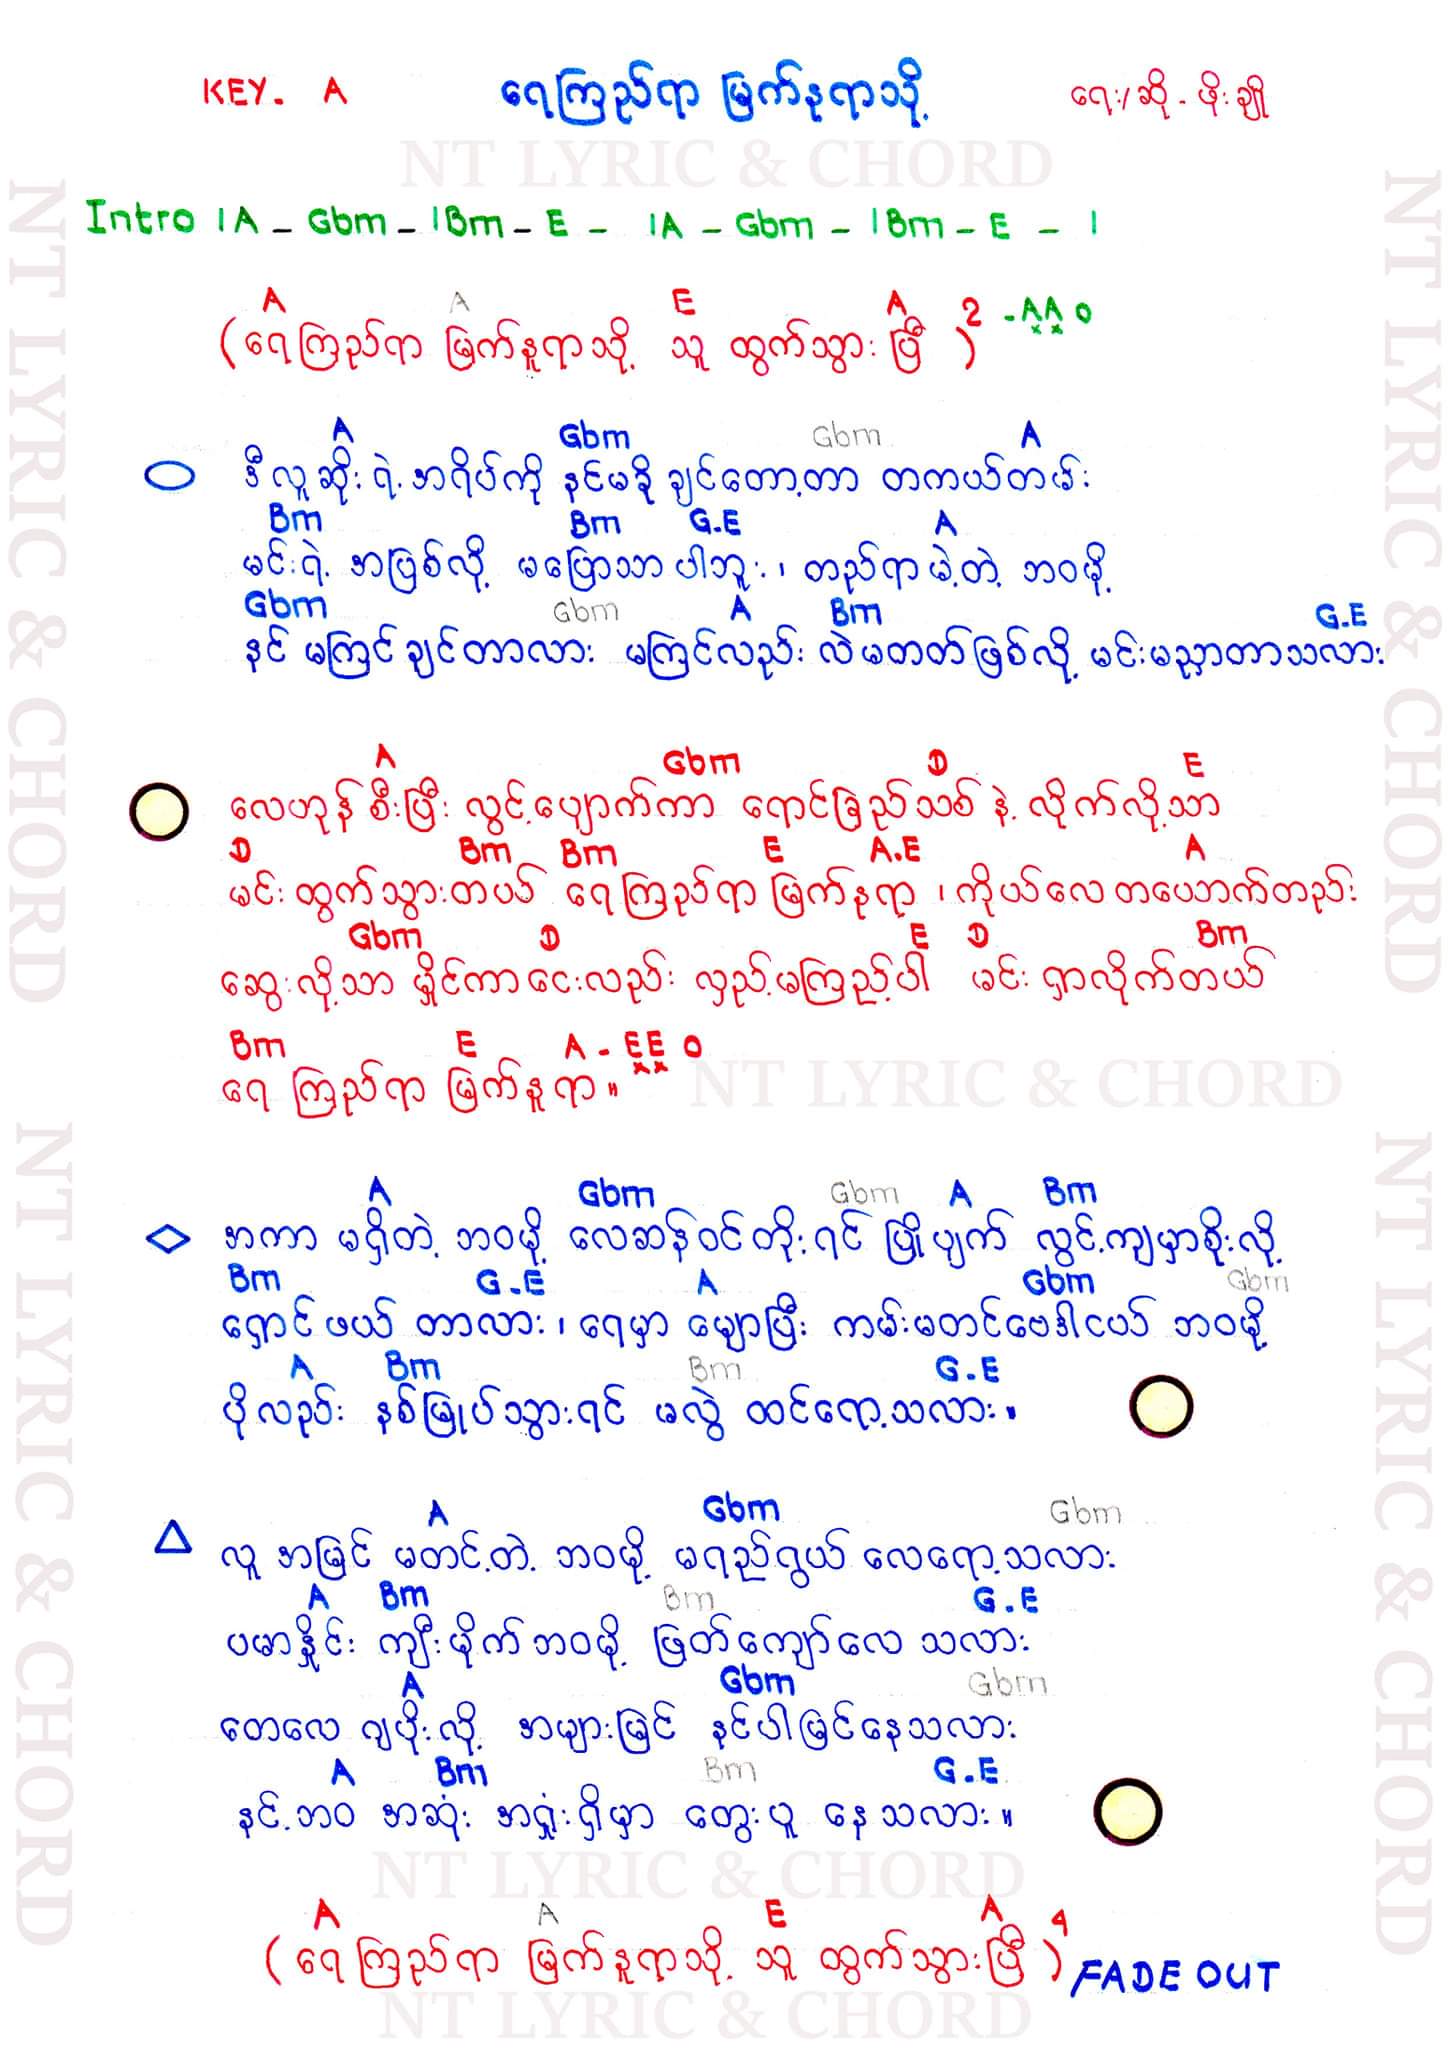 KEY. A ရေကြည်ရာ မြက်နုရာသို့ ရေး/ဆို - ဖိုးချို
NT LYRIC & CHORD
Intro |A - Gbm - |Bm - E - |A - Gbm - |Bm - E - |
A A E A 2 - AA 0
(ရေကြည်ရာ မြက်နုရာသို့ သူ ထွက်သွားပြီ)
A Gbm Gbm A
ဒီလူဆိုးရဲ့အရိပ်ကို နင်မခို ချင်တော့တာ တကယ်တမ်း
Bm Bm G.E A
မင်းရဲ့ အပြစ်လို့ မပြောသာပါဘူး၊ တည်ရာမဲ့တဲ့ ဘဝမို့
Gbm Gbm A Bm G.E
နင် မကြင်ချင်တာလား မကြင်လည်း လဲမတတ်ဖြစ်လို့ မင်းမညှာတာသလား
A Gbm D E
လေဟုန်စီးပြီး လွင့်ပျောက်ကာ ရောင်ခြည်သစ် နဲ့ လိုက်လို့သာ
D Bm Bm E A.E A
မင်းထွက်သွားတယ် ရေကြည်ရာ မြက်နုရာ ၊ကိုယ်လေတယောက်တည်း
Gbm D E D Bm
ဆွေးလို့သာ မှိုင်ကာငေးလည်း လှည့်မကြည့်ပါ မင်း ရှာလိုက်တယ်
Bm E A - EE 0
ရေ ကြည်ရာ မြက်နုရာ။
NT LYRIC & CHORD
A Gbm Gbm A Bm
အကာ မရှိတဲ့ ဘဝမို့ လေဆန်ဝင်တိုးရင် ပြိုပျက် လွင့်ကျမှာစိုးလို့
Bm G.E A Gbm Gbm
ရှောင်ဖယ် တာလား၊ ရေမှာ မျောပြီး ကမ်းမတင်ဗေဒါငယ် ဘဝမို့
A Bm Bm G.E
ပိုလည်း နစ်မြုပ်သွားရင် မလွဲ ထင်ရော့သလား။
A Gbm Gbm
လူ အမြင် မတင့်တဲ့ ဘဝမို့ မရည်ရွယ် လေရော့သလား
A Bm Bm G.E
ပမာနှိုင်း ကျီးမိုက်ဘဝမို့ ဖြတ်ကျော်လေ သလား
A Gbm Gbm
တေလေ ဂျပိုးလို့ အများမြင် နင်ပါမြင်နေသလား
A Bm Bm G.E
နင့်ဘဝ အဆုံး အရှုံးရှိမှာ တွေးပူ နေသလား။
NT LYRIC & CHORD
A A E A 4
(ရေကြည်ရာ မြက်နုရာသို့ သူ ထွက်သွားပြီ) FADE OUT
NT LYRIC & CHORD
NT LYRIC & CHORD
NT LYRIC & CHORD
NT LYRIC & CHORD
NT LYRIC & CHORD